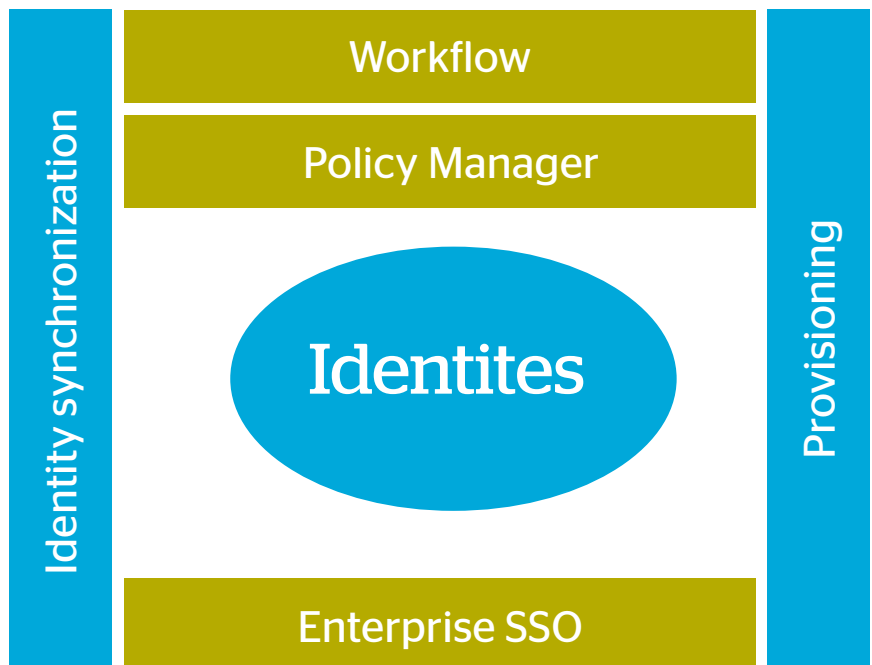 Workflow
Policy Manager
Identity synchronization
Identites
Provisioning
Enterprise SSO